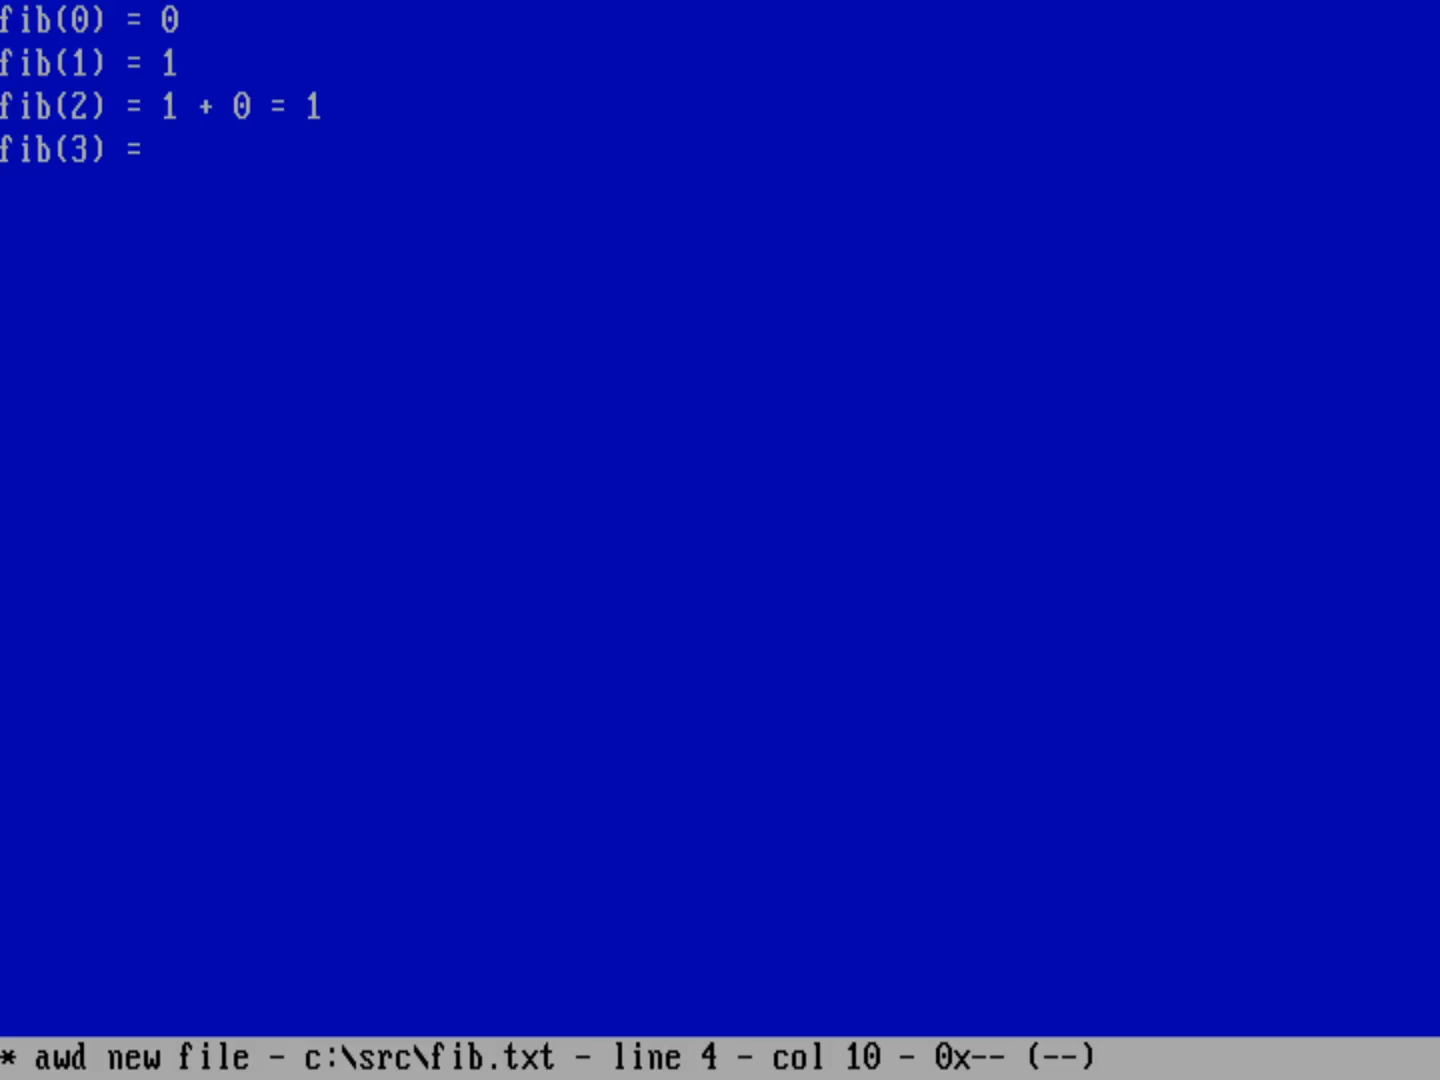 fib(0) = 0
fib(1) = 1
fib(2) = 1 + 0 = 1
fib(3) =
* awd new file - c:\src\fib.txt - line 4 - col 10 - 0x-- (--)